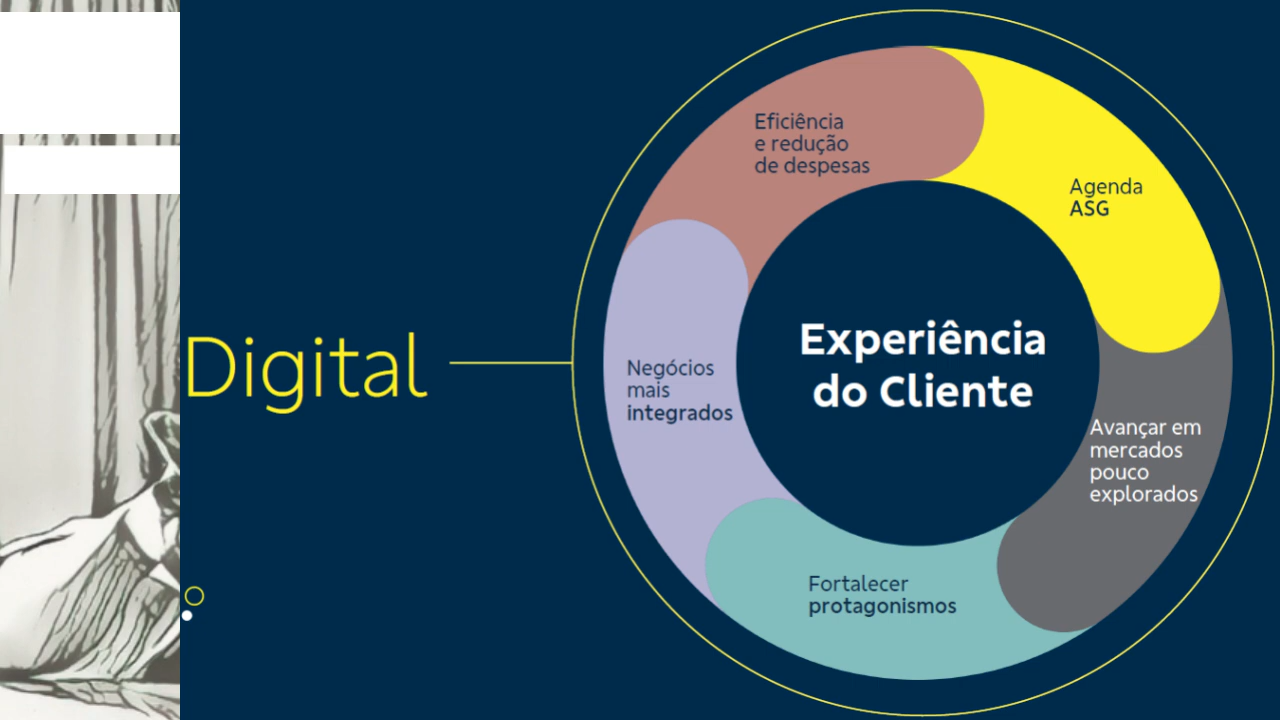 Eficiência
e redução
de despesas
Agenda
ASG
Digital
Negócios
mais
integrados
Experiência
do Cliente
Avançar em
mercados
pouco
explorados
Fortalecer
protagonismos